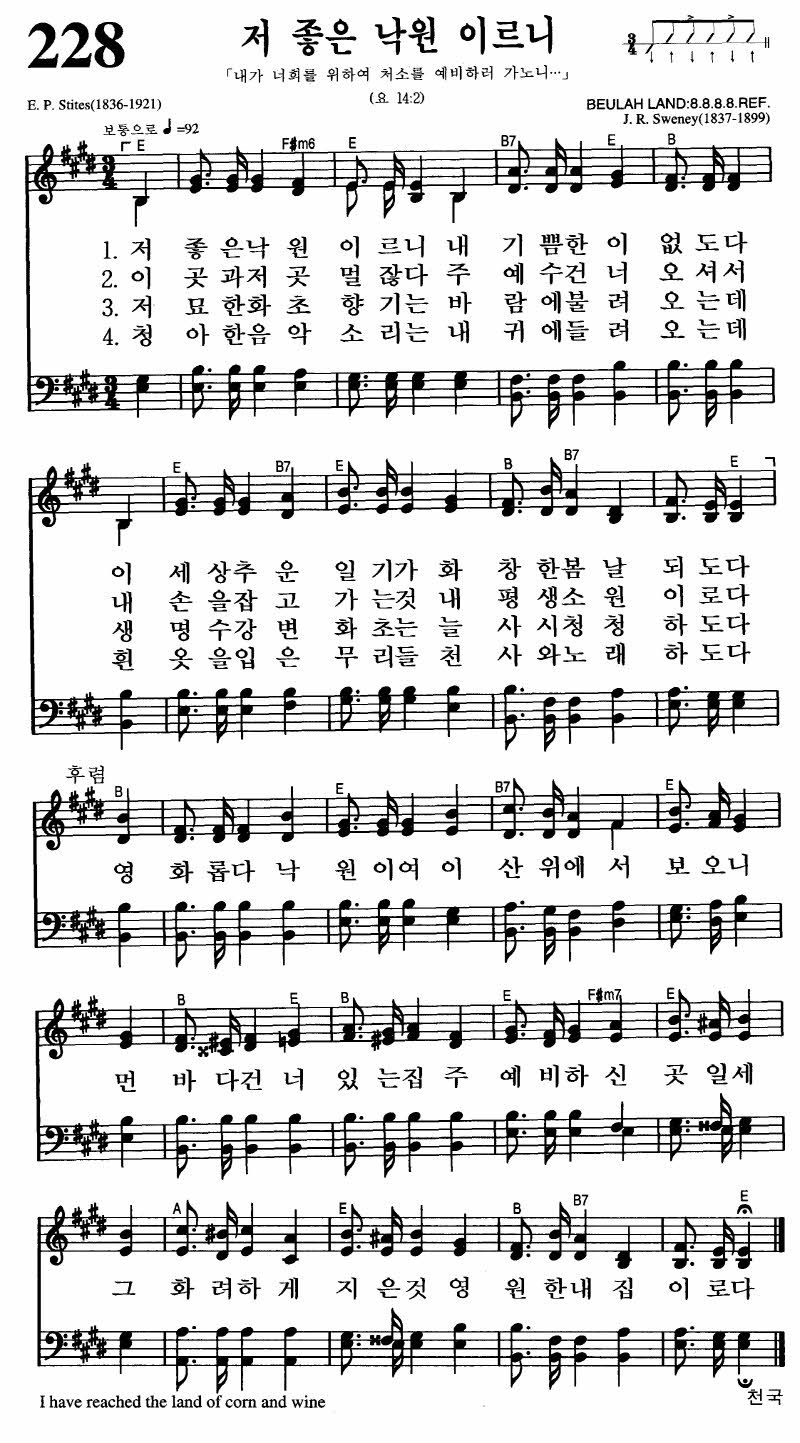 228
저 좋은 낙원 이르니
「내가 너희를 위하여 처소를 예비하러 가노니…」
(요 14:2)
E. P. Stites(1836-1921)
BEULAH LAND:8.8.8.8.REF.
J. R. Sweney(1837-1899)
보통으로 ♩=92
3/4
E F#m6 E B7 E B
1. 저 좋은낙 원 이 르니 내 기 쁨한 이 없 도다
2. 이 곳 과저 곳 멀 잖다 주 예 수건 너 오 셔서
3. 저 묘 한화 초 향 기는 바 람 에불 려 오 는데
4. 청 아 한음 악 소 리는 내 귀 에들 려 오 는데
E B7 E B B7 E
이 세 상추 운 일 기가 화 창 한봄 날 되 도다
내 손 을잡 고 가 는것 내 평 생소 원 이 로다
생 명 수강 변 화 초는 늘 사 시청 청 하 도다
흰 옷 을입 은 무 리들 천 사 와노 래 하 도다
후렴
B E B7 E
영 화 롭다 낙 원 이여 이 산 위에 서 보 오니
B E B E F#m7 E
먼 바 다건 너 있 는집 주 예 비하 신 곳 일세
A E B B7 E
그 화 려하 게 지 은것 영 원 한내 집 이 로다
I have reached the land of corn and wine
천국